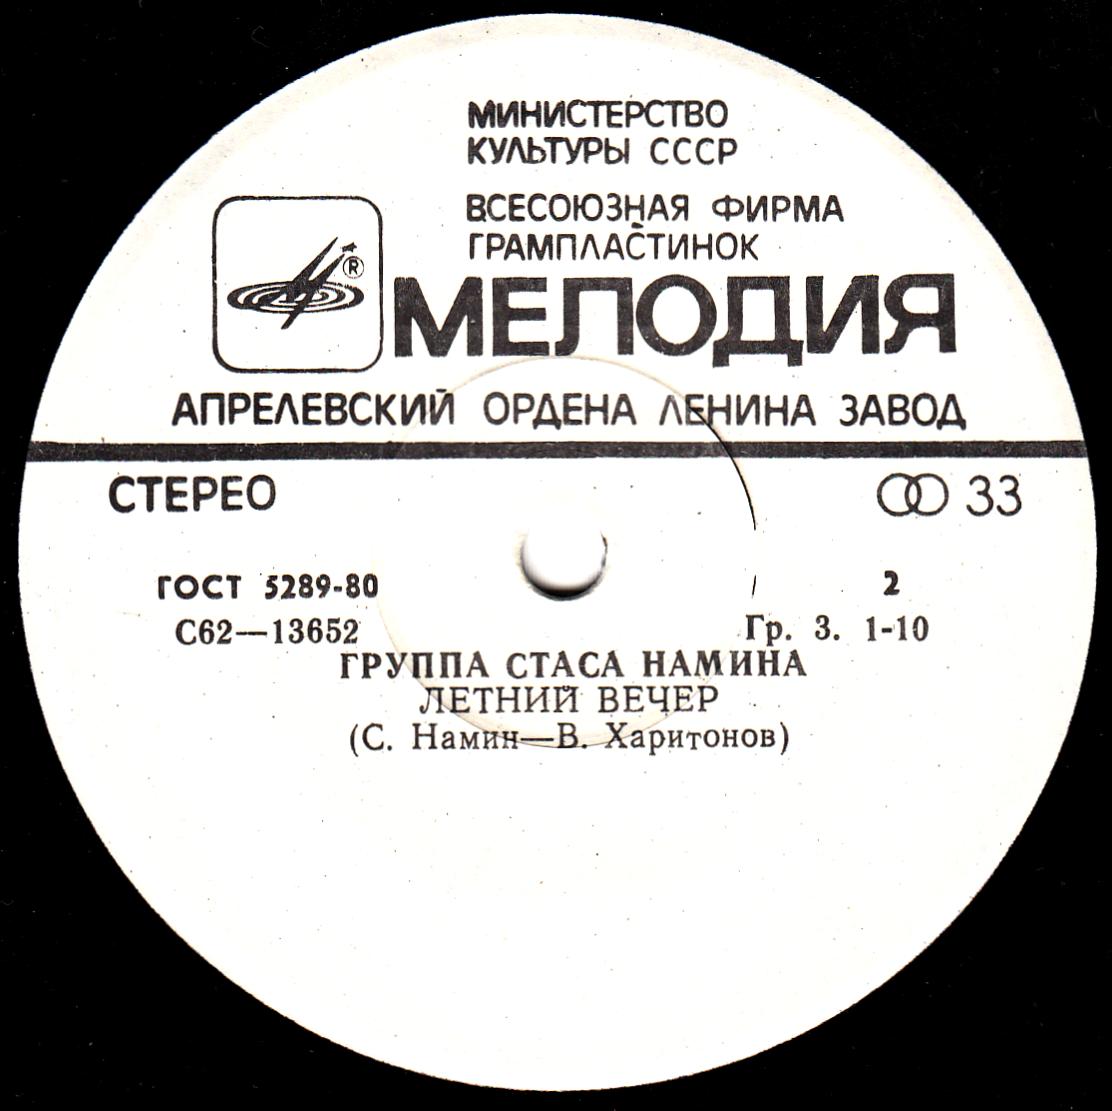 МИНИСТЕРСТВО
КУЛЬТУРЫ СССР
ВСЕСОЮЗНАЯ ФИРМА
ГРАМПЛАСТИНОК
®
МЕЛОДИЯ
АПРЕЛЕВСКИЙ ОРДЕНА ЛЕНИНА ЗАВОД
СТЕРЕО 33
ГОСТ 5289-80 2
С62—13652 Гр. 3. 1-10
ГРУППА СТАСА НАМИНА
ЛЕТНИЙ ВЕЧЕР
(С. Намин—В. Харитонов)